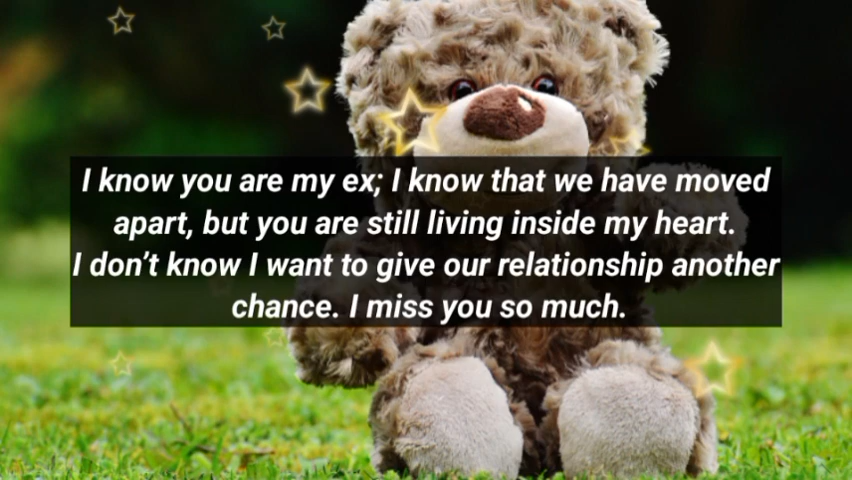 I know you are my ex; I know that we have moved
apart, but you are still living inside my heart.
I don’t know I want to give our relationship another
chance. I miss you so much.